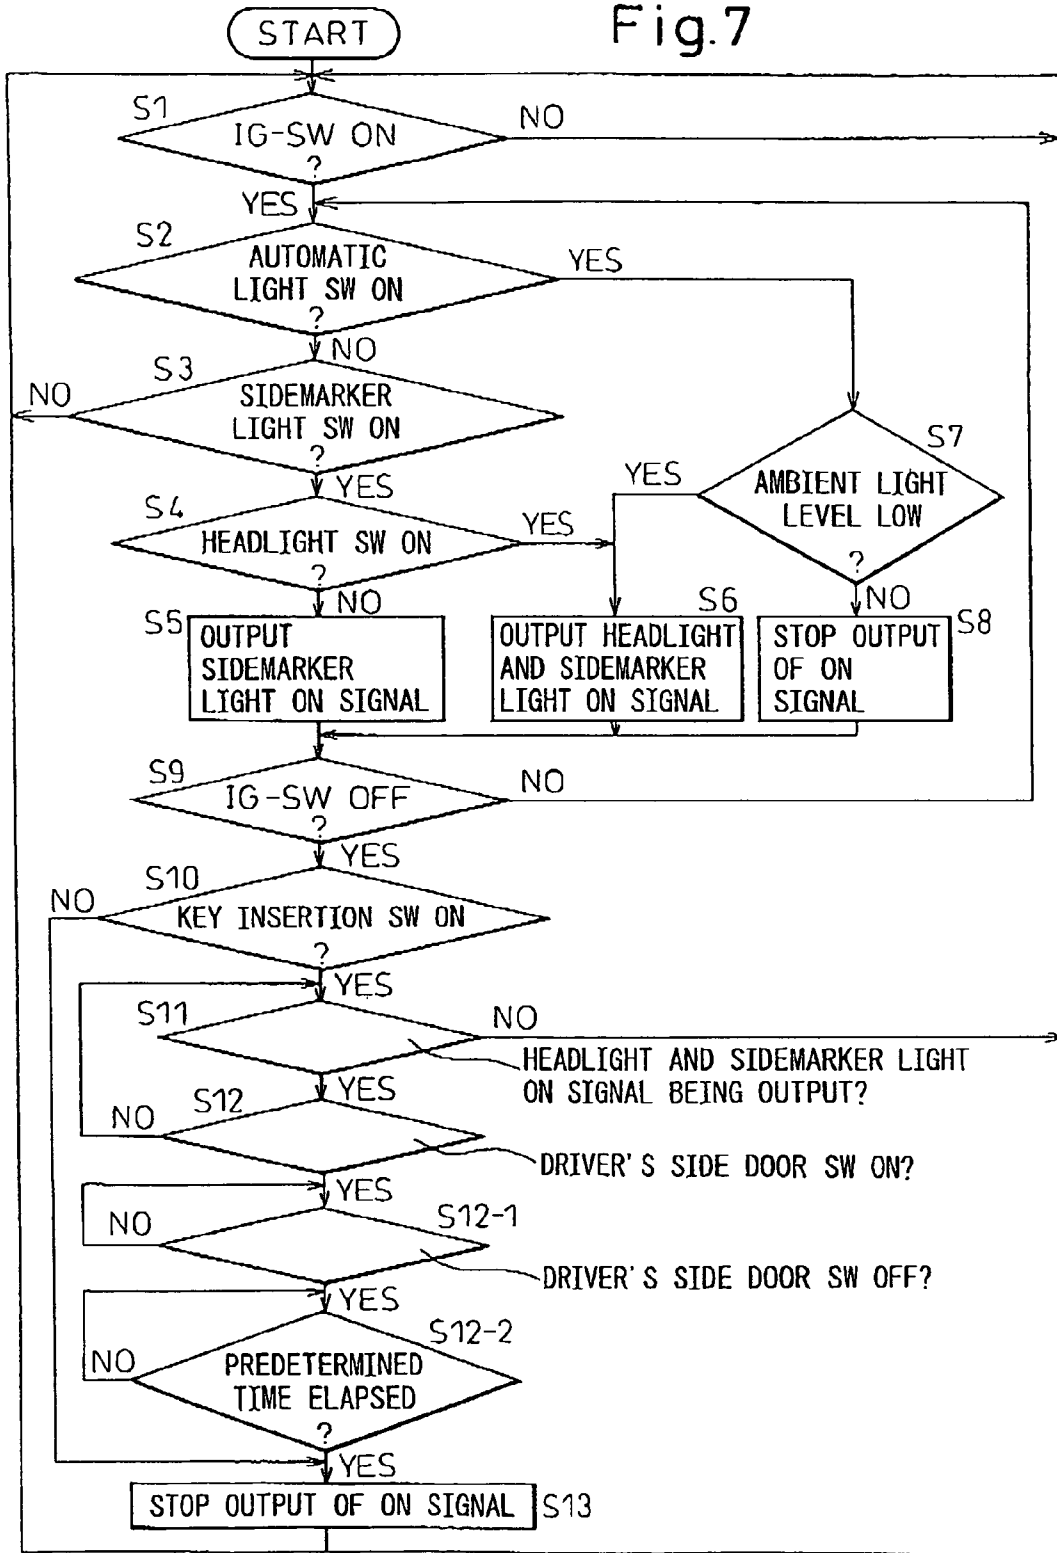 Fig.7
START
S1
IG-SW ON
?
NO
YES
S2
AUTOMATIC
LIGHT SW ON
?
YES
NO
S3
SIDEMARKER
LIGHT SW ON
?
NO
YES
S7
AMBIENT LIGHT
LEVEL LOW
?
YES
NO
S4
HEADLIGHT SW ON
?
YES
NO
S5
OUTPUT
SIDEMARKER
LIGHT ON SIGNAL
S6
OUTPUT HEADLIGHT
AND SIDEMARKER
LIGHT ON SIGNAL
S8
STOP OUTPUT
OF ON
SIGNAL
S9
IG-SW OFF
?
NO
YES
S10
KEY INSERTION SW ON
?
NO
YES
S11
NO
HEADLIGHT AND SIDEMARKER LIGHT
ON SIGNAL BEING OUTPUT?
YES
S12
NO
DRIVER'S SIDE DOOR SW ON?
YES
S12-1
NO
DRIVER'S SIDE DOOR SW OFF?
YES
S12-2
PREDETERMINED
TIME ELAPSED
?
NO
YES
STOP OUTPUT OF ON SIGNAL
S13